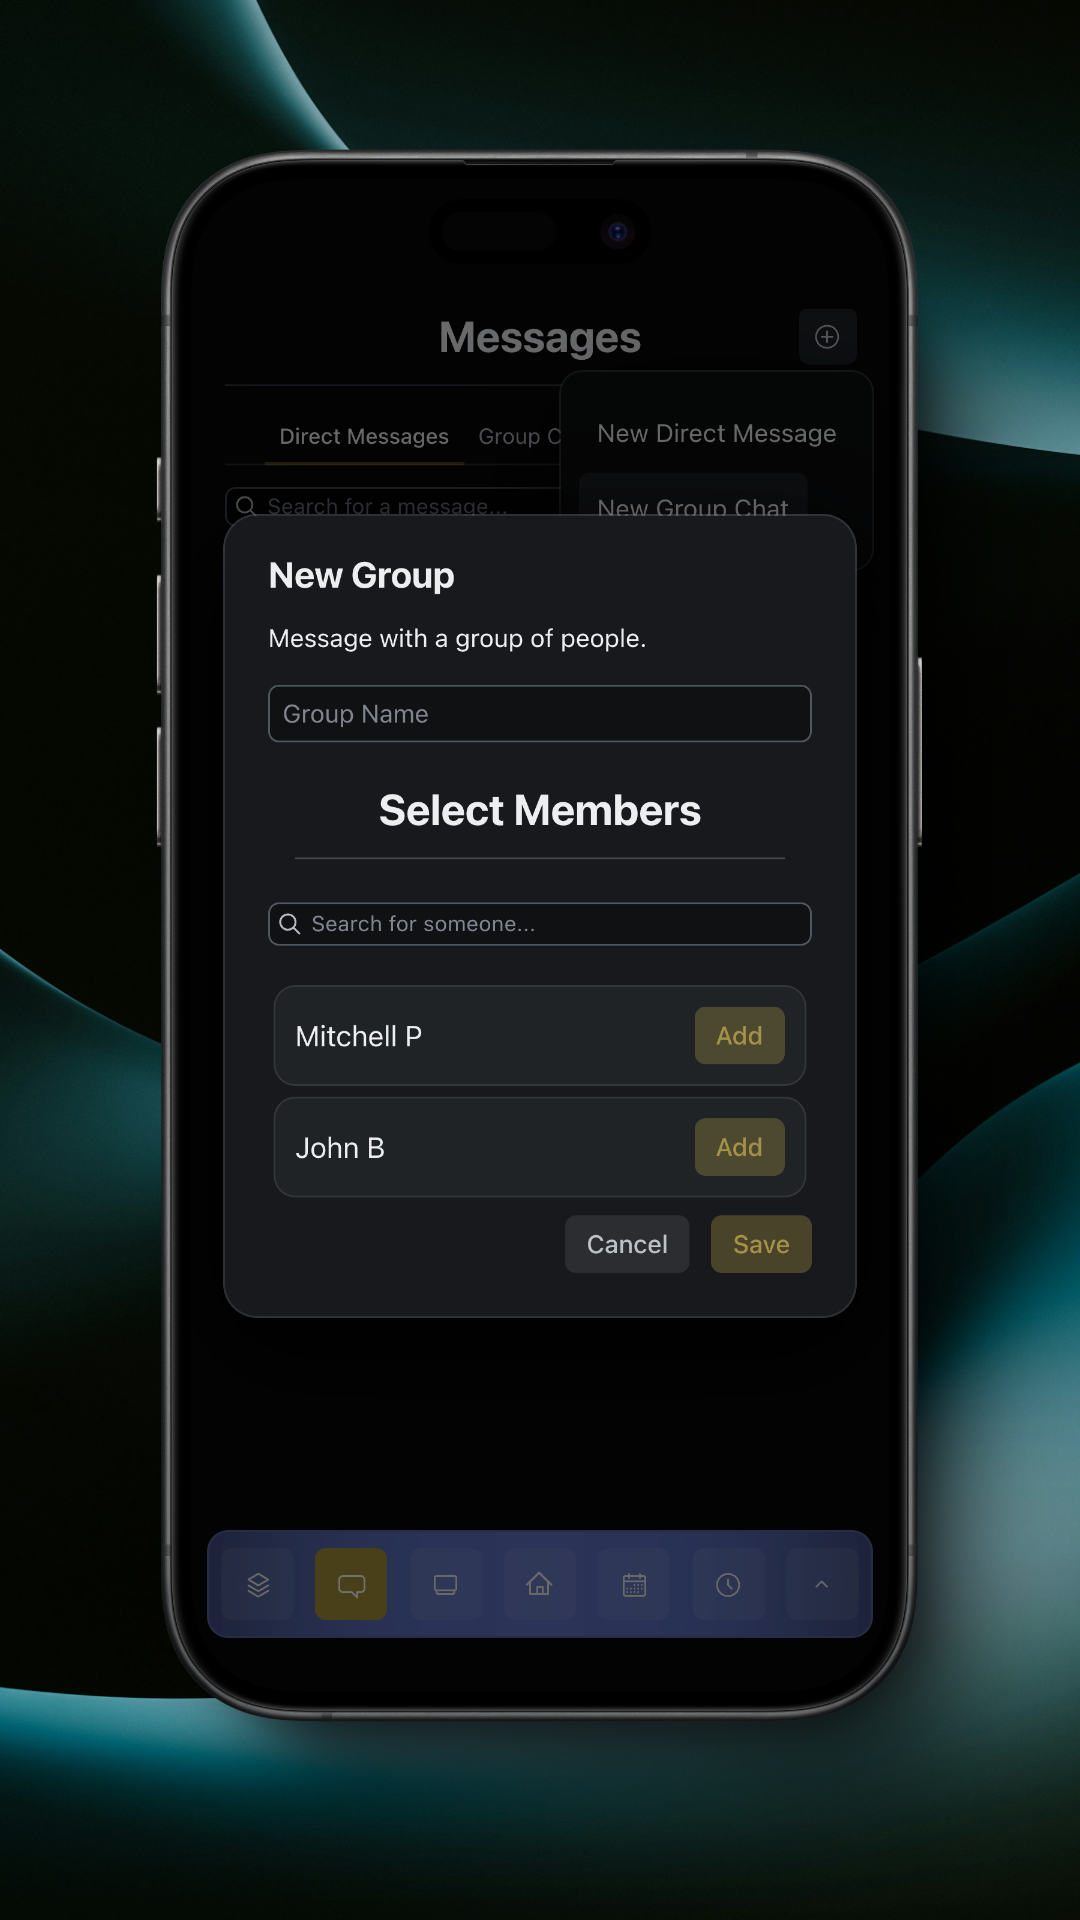 Messages
New Direct Message
Direct Messages Group C
New Group Chat
Search for a message...
New Group
Message with a group of people.
Group Name
Select Members
Search for someone...
Mitchell P Add
John B Add
Cancel Save